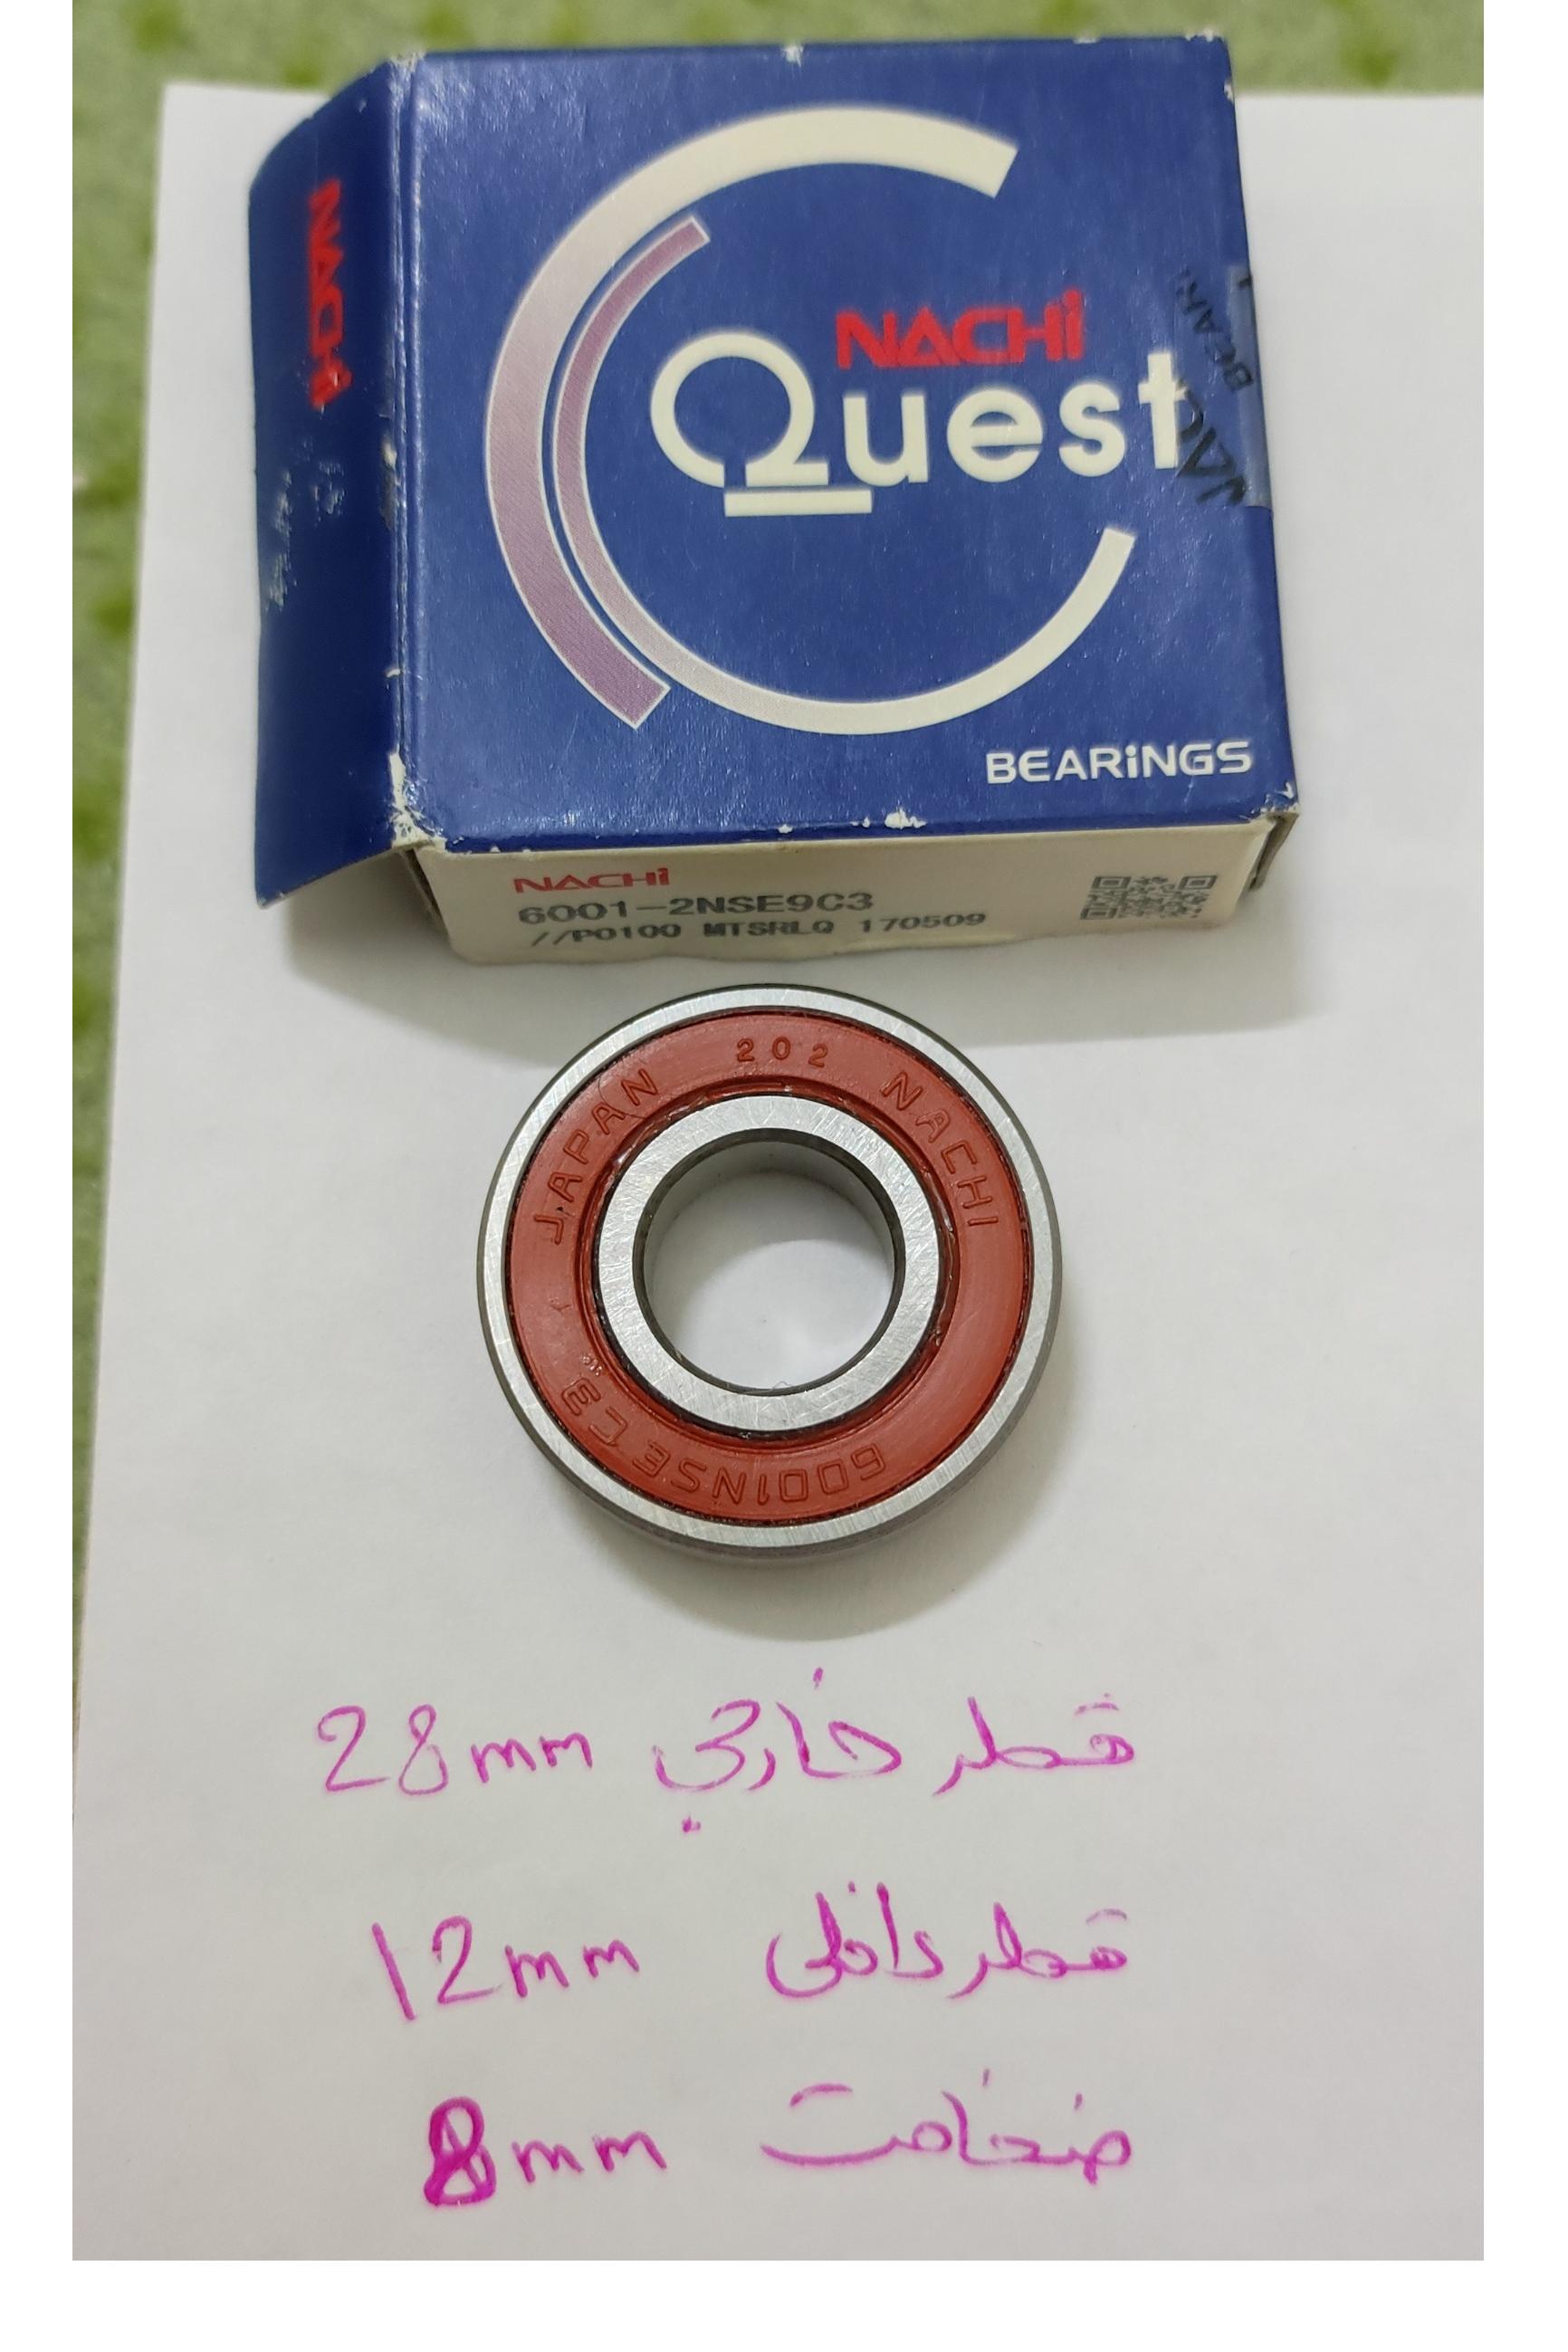 NACHi
NACHi
Quest
BEARiNGS
NACHi
6001-2NSE9C3
//P0100 MTSRLQ 170509
JAPAN 202 NACHI
6001NSE C3
قطر خارجي 28mm
قطر داخلی 12mm
ضخامت 8mm